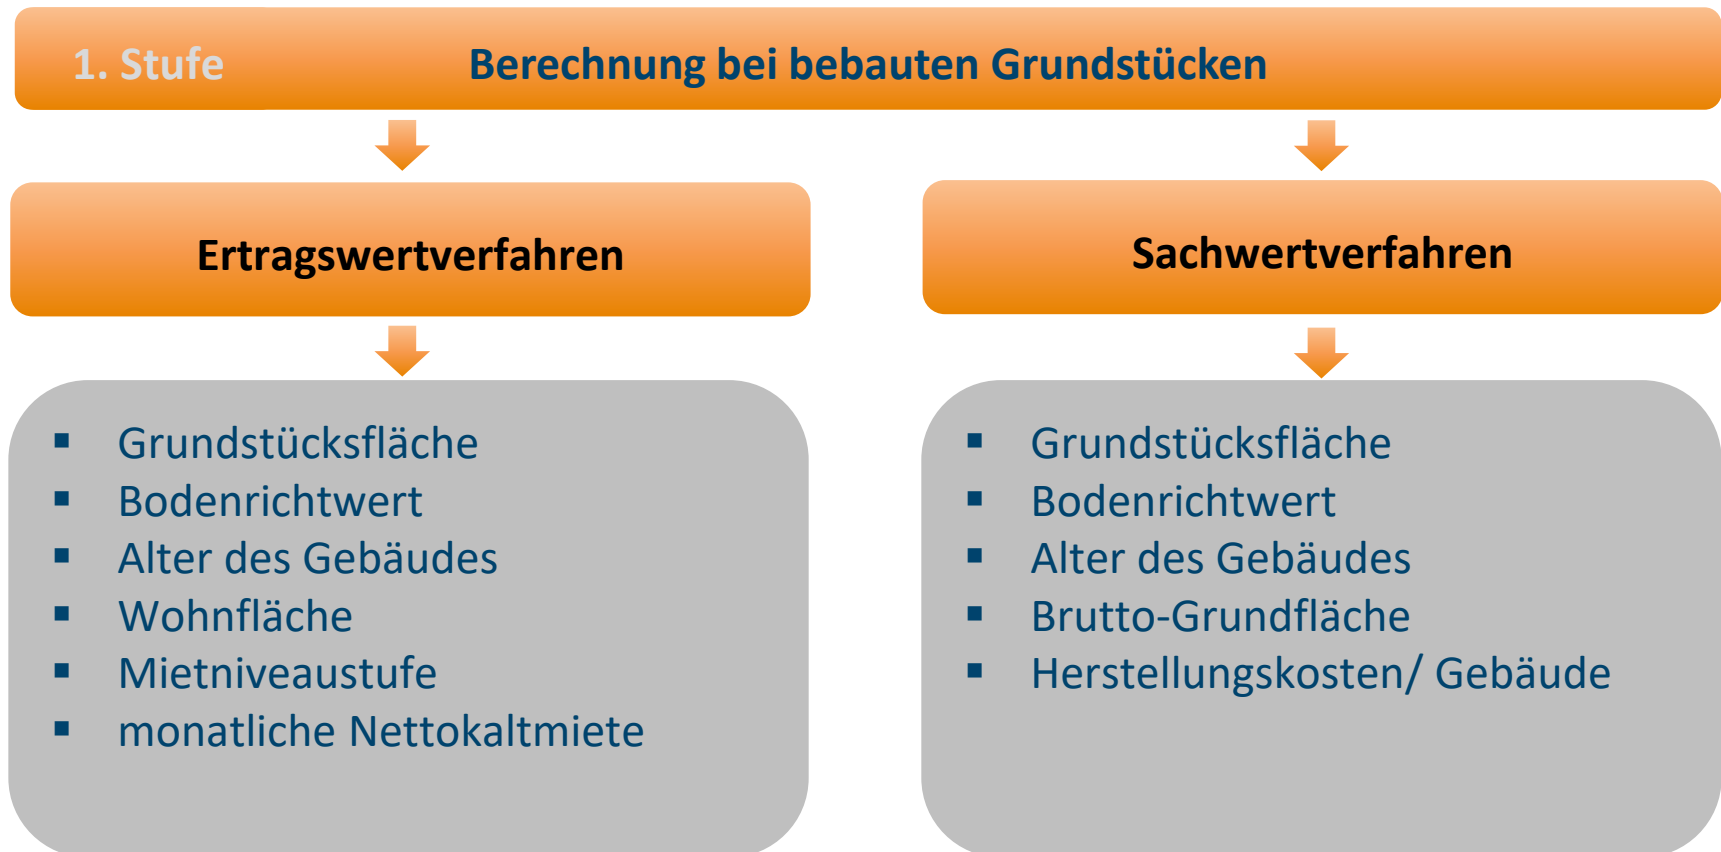 1. Stufe Berechnung bei bebauten Grundstücken
Ertragswertverfahren
▪ Grundstücksfläche
▪ Bodenrichtwert
▪ Alter des Gebäudes
▪ Wohnfläche
▪ Mietniveaustufe
▪ monatliche Nettokaltmiete
Sachwertverfahren
▪ Grundstücksfläche
▪ Bodenrichtwert
▪ Alter des Gebäudes
▪ Brutto-Grundfläche
▪ Herstellungskosten/ Gebäude